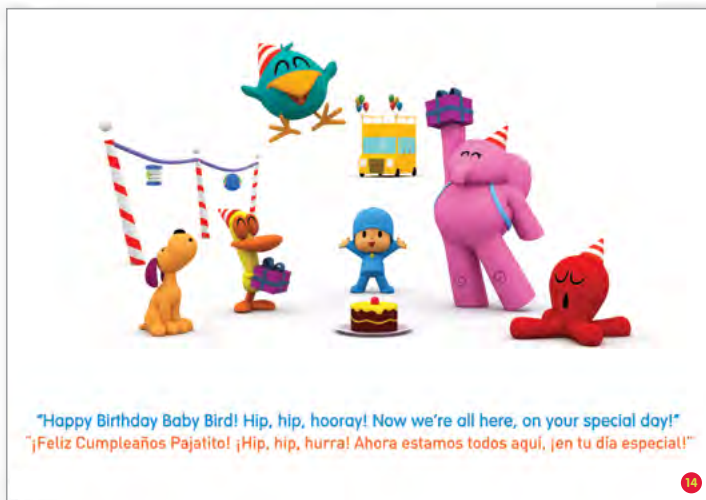 "Happy Birthday Baby Bird! Hip, hip, hooray! Now we're all here, on your special day!"
"¡Feliz Cumpleaños Pajatito! ¡Hip, hip, hurra! Ahora estamos todos aquí, ¡en tu día especial!"
14